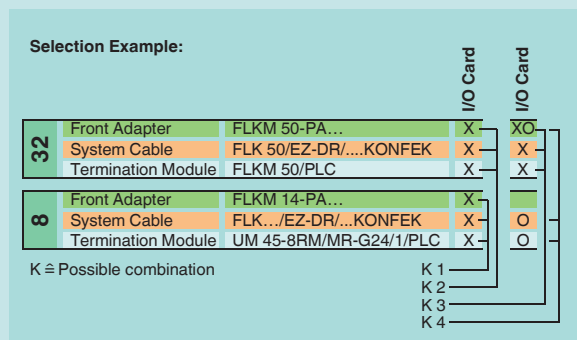 Selection Example:
I/O Card
I/O Card
32
Front Adapter FLKM 50-PA... X XO
System Cable FLK 50/EZ-DR/....KONFEK X X
Termination Module FLKM 50/PLC X X
8
Front Adapter FLKM 14-PA... X
System Cable FLK.../EZ-DR/...KONFEK X O
Termination Module UM 45-8RM/MR-G24/1/PLC X O
K ≙ Possible combination
K 1
K 2
K 3
K 4